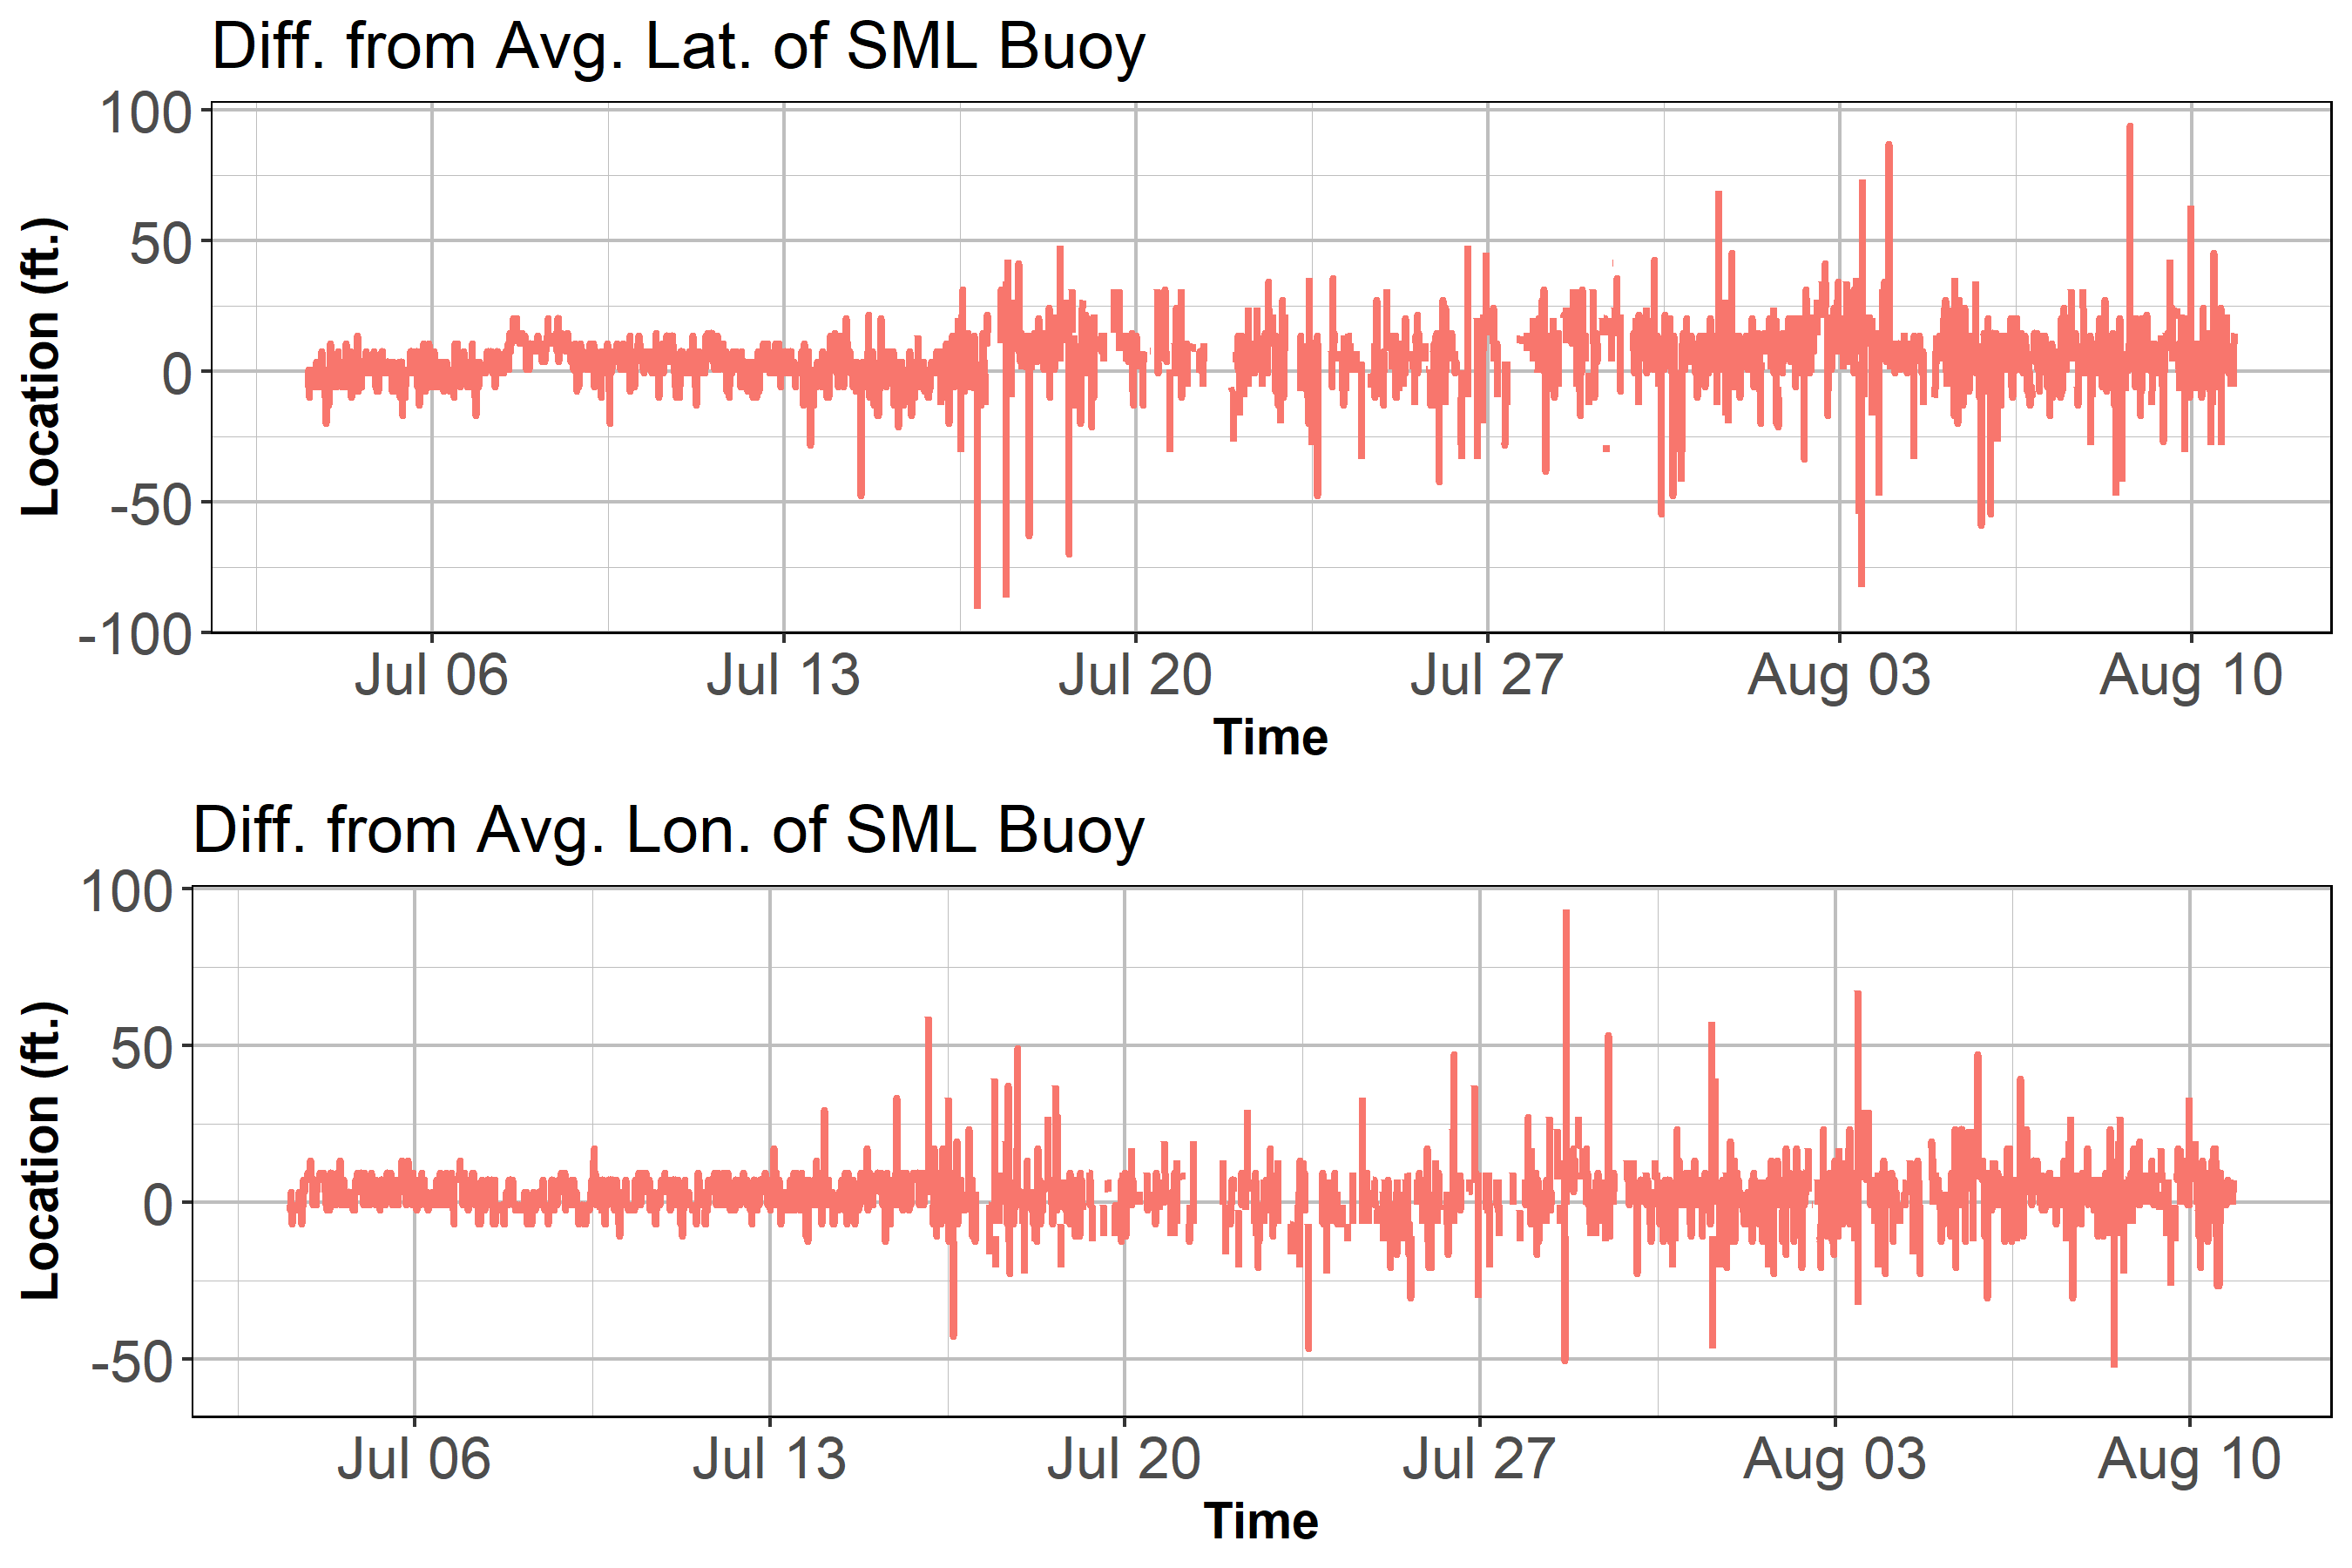 Diff. from Avg. Lat. of SML Buoy
100
50
0
-50
-100
Location (ft.)
Jul 06 Jul 13 Jul 20 Jul 27 Aug 03 Aug 10
Time
Diff. from Avg. Lon. of SML Buoy
100
50
0
-50
Location (ft.)
Jul 06 Jul 13 Jul 20 Jul 27 Aug 03 Aug 10
Time